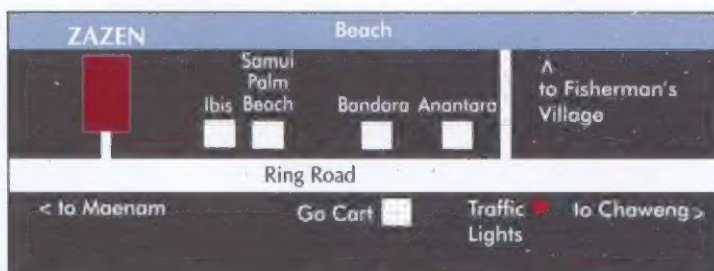 ZAZEN
Beach
Samui
Palm
Beach
Ibis
Bandara
Anantara
^
to Fisherman's
Village
Ring Road
< to Maenam
Go Cart
Traffic
Lights
to Chaweng >